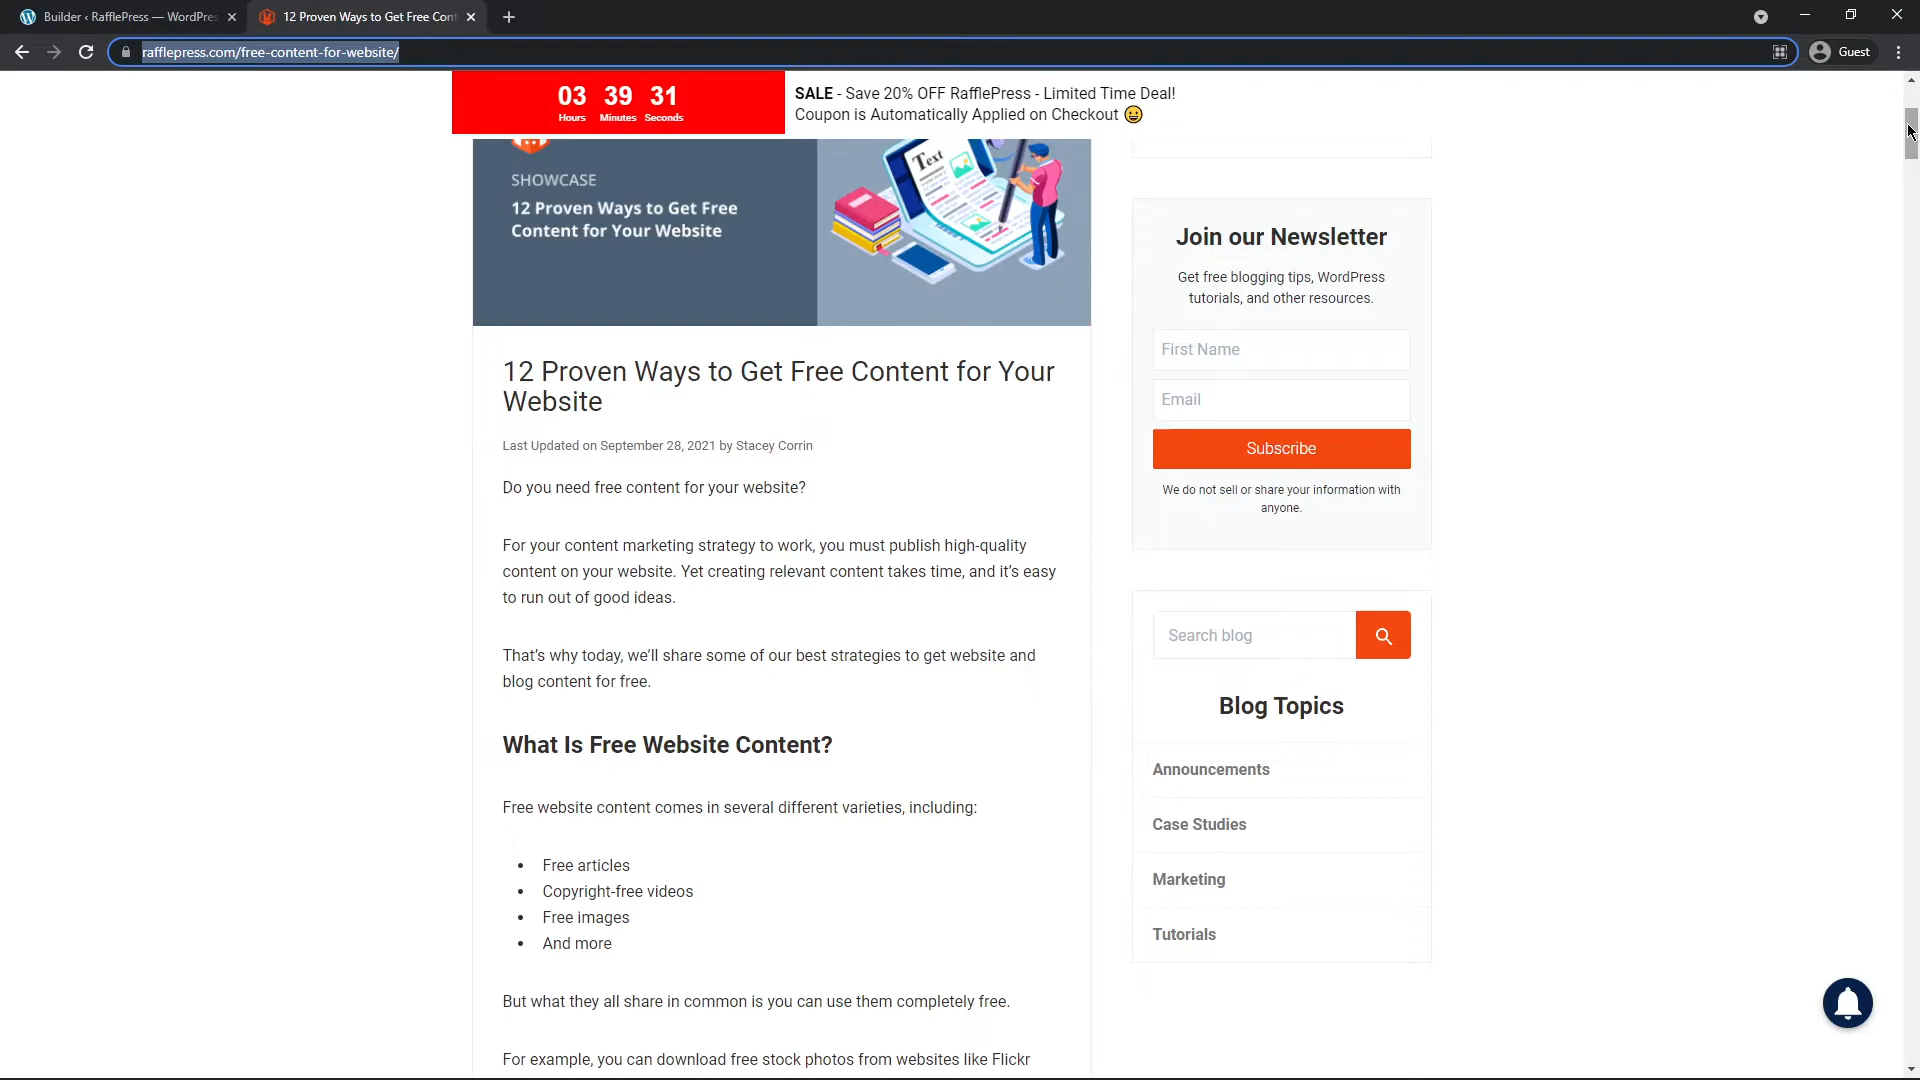 Builder ‹ RafflePress — WordPres
12 Proven Ways to Get Free Cont
rafflepress.com/free-content-for-website/
Guest
03 39 31
Hours Minutes Seconds
SALE - Save 20% OFF RafflePress - Limited Time Deal!
Coupon is Automatically Applied on Checkout 😀
SHOWCASE
12 Proven Ways to Get Free
Content for Your Website
Text
12 Proven Ways to Get Free Content for Your
Website
Last Updated on September 28, 2021 by Stacey Corrin
Do you need free content for your website?
For your content marketing strategy to work, you must publish high-quality
content on your website. Yet creating relevant content takes time, and it’s easy
to run out of good ideas.
That’s why today, we’ll share some of our best strategies to get website and
blog content for free.
What Is Free Website Content?
Free website content comes in several different varieties, including:
• Free articles
• Copyright-free videos
• Free images
• And more
But what they all share in common is you can use them completely free.
For example, you can download free stock photos from websites like Flickr
Join our Newsletter
Get free blogging tips, WordPress
tutorials, and other resources.
First Name
Email
Subscribe
We do not sell or share your information with
anyone.
Search blog
Blog Topics
Announcements
Case Studies
Marketing
Tutorials